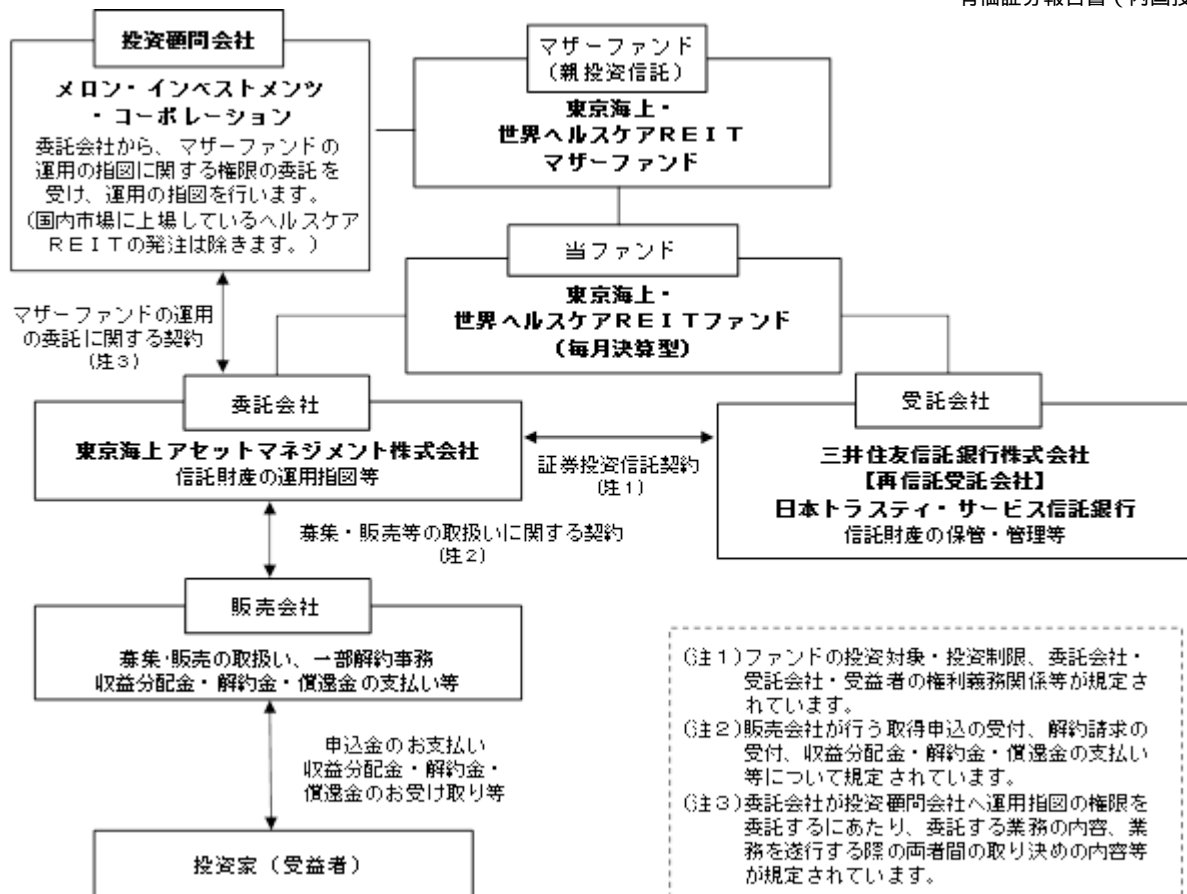 投資顧問会社
メロン・インベストメンツ
・コーポレーション
委託会社から、マザーファンドの
運用の指図に関する権限の委託を
受け、運用の指図を行います。
(国内市場に上場しているヘルスケア
ＲＥＩＴの発注は除きます。)
マザーファンド
(親投資信託)
東京海上・
世界ヘルスケアＲＥＩＴ
マザーファンド
当ファンド
東京海上・
世界ヘルスケアＲＥＩＴファンド
(毎月決算型)
マザーファンドの運用
の委託に関する契約
(注３)
委託会社
東京海上アセットマネジメント株式会社
信託財産の運用指図等
証券投資信託契約
(注１)
受託会社
三井住友信託銀行株式会社
【再信託受託会社】
日本トラスティ・サービス信託銀行
信託財産の保管・管理等
募集・販売等の取扱いに関する契約
(注２)
販売会社
募集・販売の取扱い、一部解約事務
収益分配金・解約金・償還金の支払い等
申込金のお支払い
収益分配金・解約金・
償還金のお受け取り等
投資家（受益者）
(注１)ファンドの投資対象・投資制限、委託会社・
受託会社・受益者の権利義務関係等が規定さ
れています。
(注２)販売会社が行う取得申込の受付、解約請求の
受付、収益分配金・解約金・償還金の支払い
等について規定されています。
(注３)委託会社が投資顧問会社へ運用指図の権限を
委託するにあたり、委託する業務の内容、業
務を遂行する際の両者間の取り決めの内容等
が規定されています。